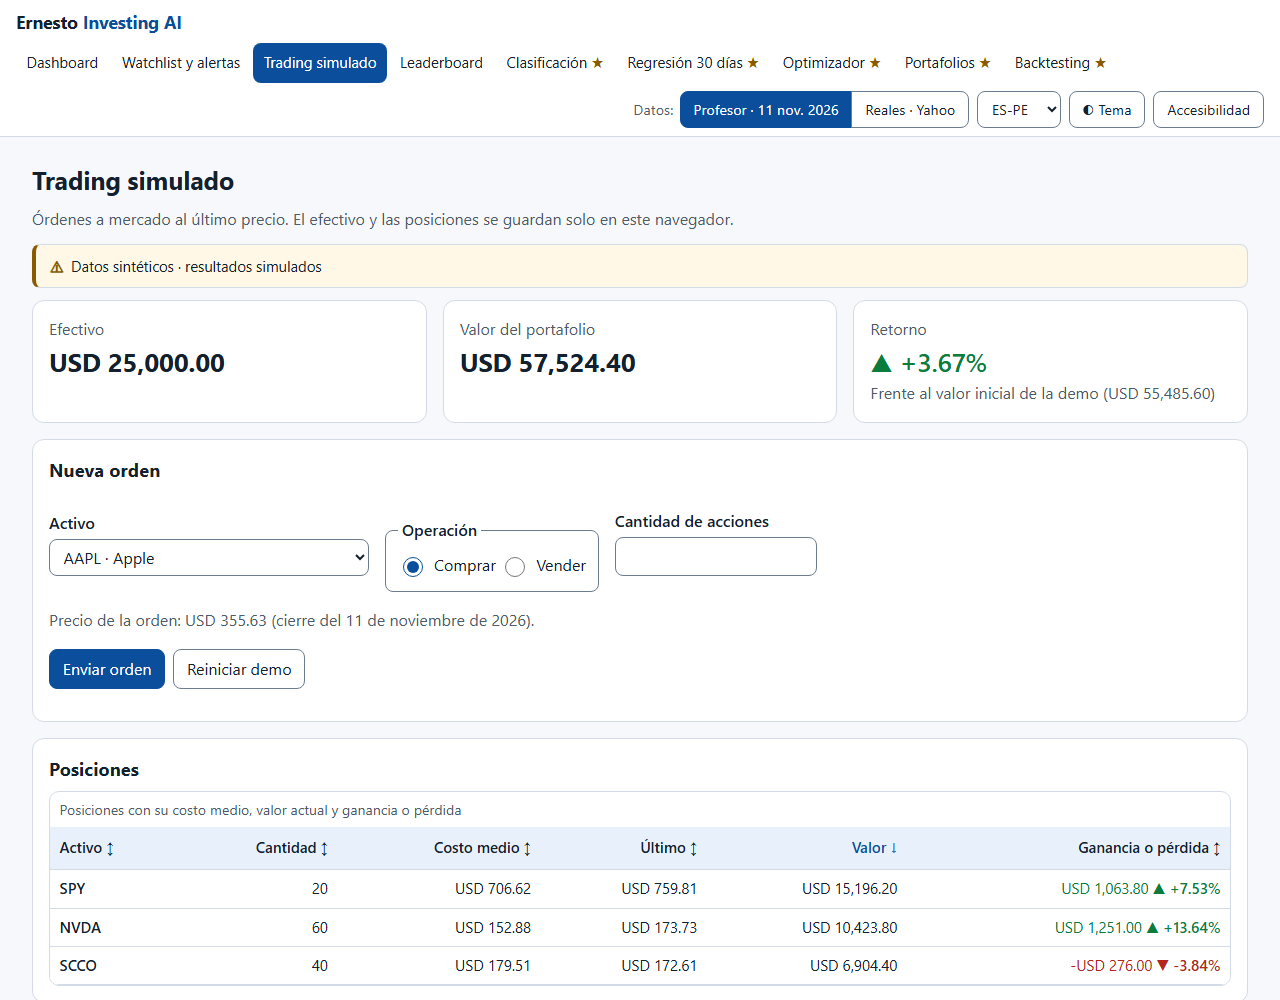 Ernesto Investing AI
Dashboard Watchlist y alertas Trading simulado Leaderboard Clasificación ★ Regresión 30 días ★ Optimizador ★ Portafolios ★ Backtesting ★
Datos: Profesor · 11 nov. 2026 Reales · Yahoo ES-PE ◐ Tema Accesibilidad
Trading simulado
Órdenes a mercado al último precio. El efectivo y las posiciones se guardan solo en este navegador.
⚠ Datos sintéticos · resultados simulados
Efectivo
USD 25,000.00
Valor del portafolio
USD 57,524.40
Retorno
▲ +3.67%
Frente al valor inicial de la demo (USD 55,485.60)
Nueva orden
Activo
AAPL · Apple
Operación
Comprar Vender
Cantidad de acciones
Precio de la orden: USD 355.63 (cierre del 11 de noviembre de 2026).
Enviar orden Reiniciar demo
Posiciones
Posiciones con su costo medio, valor actual y ganancia o pérdida
Activo ↕ Cantidad ↕ Costo medio ↕ Último ↕ Valor ↓ Ganancia o pérdida ↕
SPY 20 USD 706.62 USD 759.81 USD 15,196.20 USD 1,063.80 ▲ +7.53%
NVDA 60 USD 152.88 USD 173.73 USD 10,423.80 USD 1,251.00 ▲ +13.64%
SCCO 40 USD 179.51 USD 172.61 USD 6,904.40 -USD 276.00 ▼ -3.84%